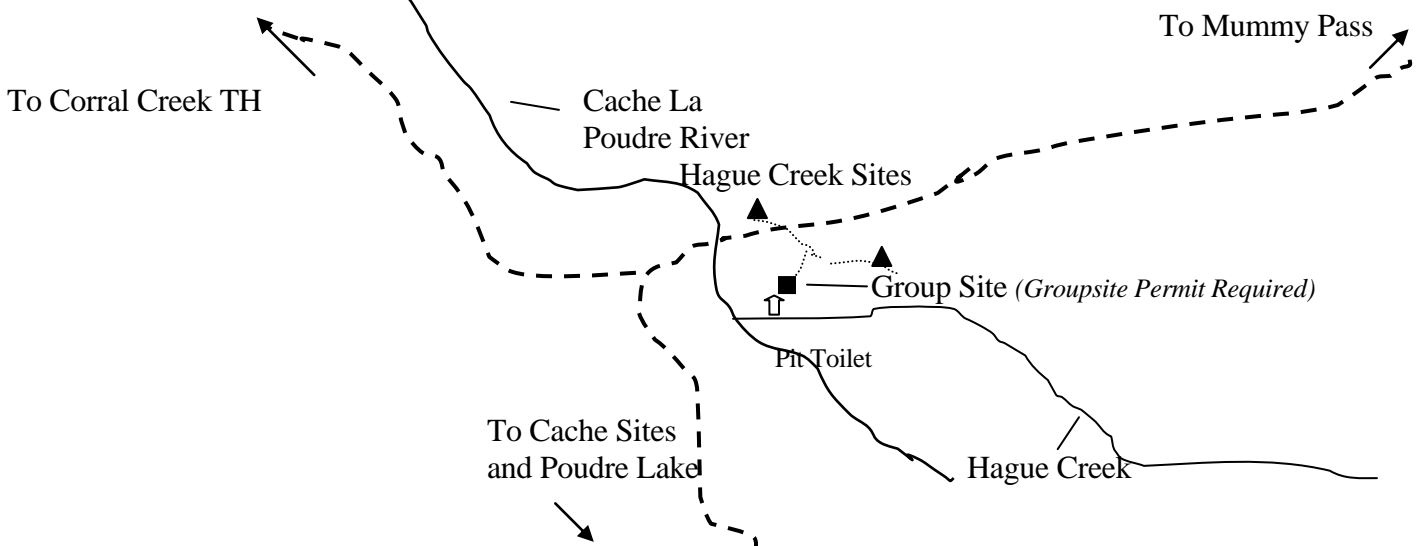 To Mummy Pass
To Corral Creek TH
Cache La
Poudre River
Hague Creek Sites
Group Site (Groupsite Permit Required)
Pit Toilet
To Cache Sites
and Poudre Lake
Hague Creek